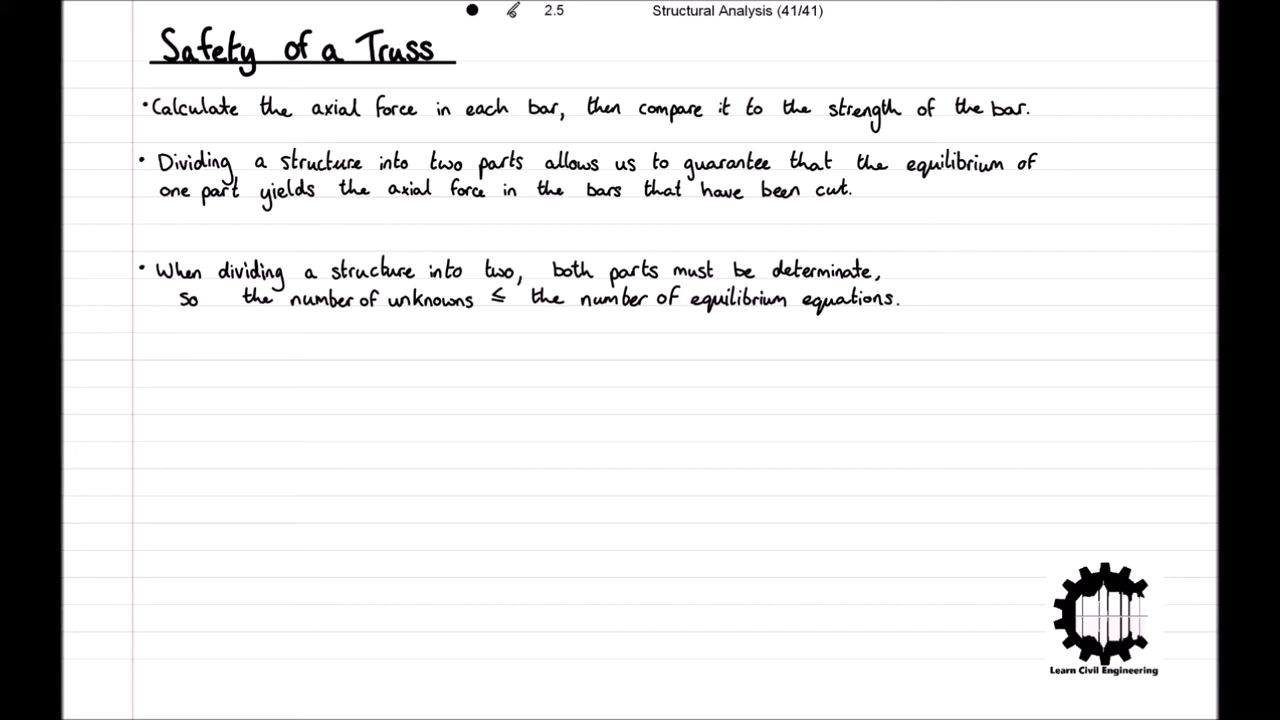 2.5 Structural Analysis (41/41)
Safety of a Truss
• Calculate the axial force in each bar, then compare it to the strength of the bar.
• Dividing a structure into two parts allows us to guarantee that the equilibrium of
one part yields the axial force in the bars that have been cut.
• When dividing a structure into two, both parts must be determinate,
so the number of unknowns ≤ the number of equilibrium equations.
Learn Civil Engineering